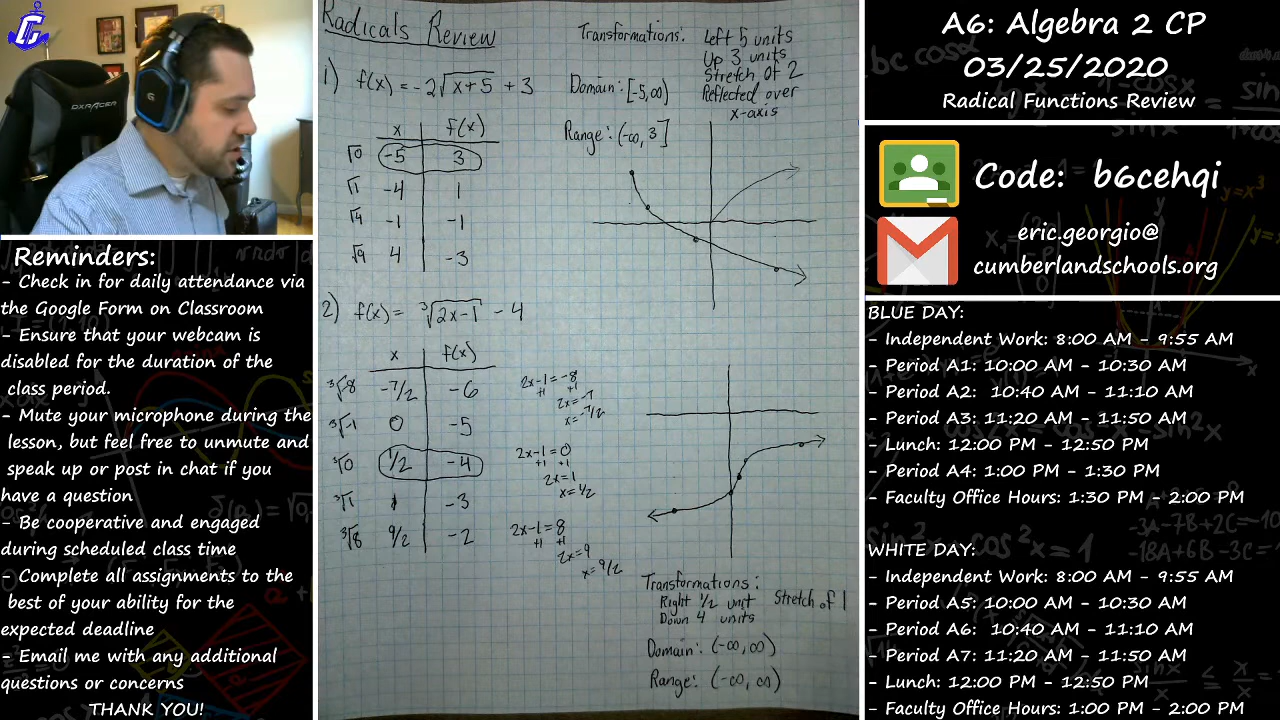 C
DXRACER
G
Reminders:
- Check in for daily attendance via
the Google Form on Classroom
- Ensure that your webcam is
disabled for the duration of the
class period.
- Mute your microphone during the
lesson, but feel free to unmute and
speak up or post in chat if you
have a question
- Be cooperative and engaged
during scheduled class time
- Complete all assignments to the
best of your ability for the
expected deadline
- Email me with any additional
questions or concerns
THANK YOU!
Radicals Review
1) f(x) = -2√x+5 + 3
x f(x)
√0 -5 3
√1 -4 1
√4 -1 -1
√9 4 -3
Transformations: Left 5 units
Up 3 units
Stretch of 2
Reflected over
x-axis
Domain: [-5,∞)
Range: (-∞, 3]
2) f(x) = ³√2x-1 - 4
x f(x)
³√-8 -7/2 -6
³√-1 0 -5
³√0 1/2 -4
³√1 1 -3
³√8 9/2 -2
2x-1=-8
+1 +1
2x=-7
x=-7/2
2x-1=0
+1 +1
2x=1
x=1/2
2x-1=8
+1 +1
2x=9
x=9/2
Transformations:
Right 1/2 unit Stretch of 1
Down 4 units
Domain: (-∞, ∞)
Range: (-∞, ∞)
A6: Algebra 2 CP
03/25/2020
Radical Functions Review
Code: b6cehqi
eric.georgio@
cumberlandschools.org
BLUE DAY:
- Independent Work: 8:00 AM - 9:55 AM
- Period A1: 10:00 AM - 10:30 AM
- Period A2: 10:40 AM - 11:10 AM
- Period A3: 11:20 AM - 11:50 AM
- Lunch: 12:00 PM - 12:50 PM
- Period A4: 1:00 PM - 1:30 PM
- Faculty Office Hours: 1:30 PM - 2:00 PM
WHITE DAY:
- Independent Work: 8:00 AM - 9:55 AM
- Period A5: 10:00 AM - 10:30 AM
- Period A6: 10:40 AM - 11:10 AM
- Period A7: 11:20 AM - 11:50 AM
- Lunch: 12:00 PM - 12:50 PM
- Faculty Office Hours: 1:00 PM - 2:00 PM